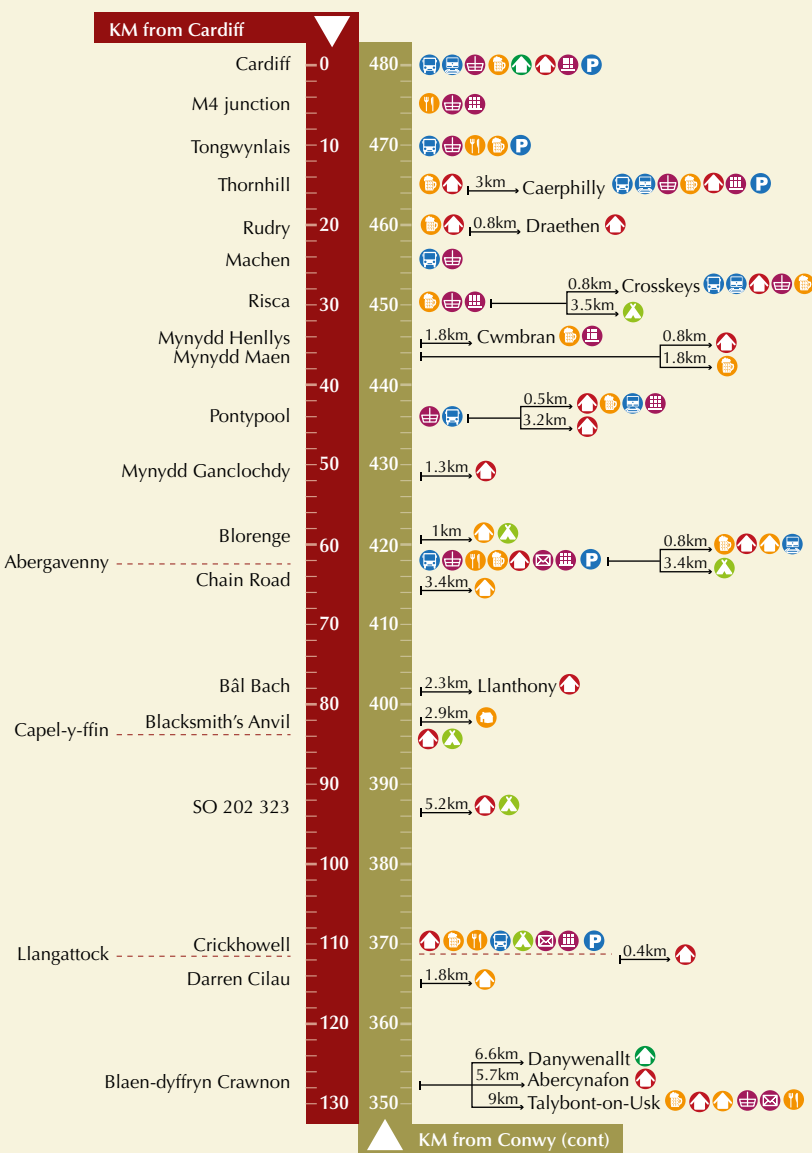 KM from Cardiff
Cardiff 0 480 P
M4 junction
Tongwynlais 10 470 P
Thornhill 3km Caerphilly P
Rudry 20 460 0.8km Draethen
Machen
0.8km Crosskeys
Risca 30 450
3.5km
Mynydd Henllys 1.8km Cwmbran 0.8km
Mynydd Maen
1.8km
40 440
0.5km
Pontypool
3.2km
50 430
Mynydd Ganclochdy 1.3km
Blorenge 1km
60 420 0.8km
Abergavenny P
3.4km
Chain Road 3.4km
70 410
Bâl Bach 2.3km Llanthony
80 400
Blacksmith's Anvil 2.9km
Capel-y-ffin
90 390
SO 202 323 5.2km
100 380
Crickhowell 110 370 P
Llangattock 0.4km
Darren Cilau 1.8km
120 360
6.6km Danywenallt
Blaen-dyffryn Crawnon 5.7km Abercynafon
130 350 9km Talybont-on-Usk
KM from Conwy (cont)